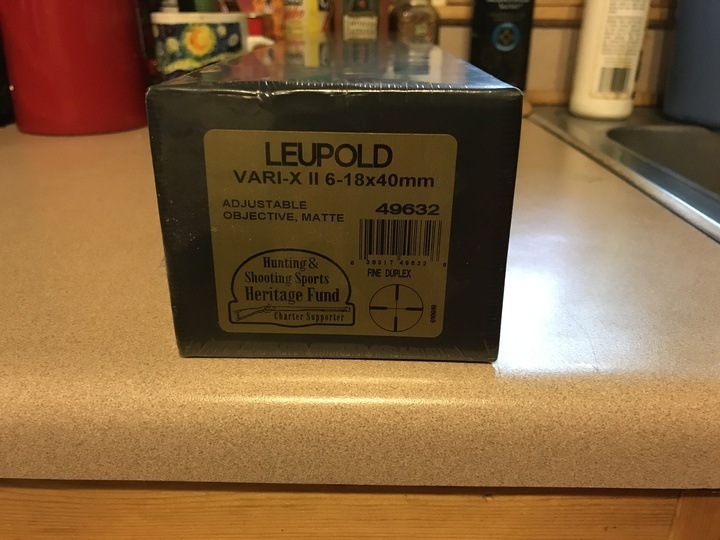 LEUPOLD
VARI-X II 6-18x40mm
ADJUSTABLE
OBJECTIVE, MATTE
49632
FINE DUPLEX
Hunting &
Shooting Sports
Heritage Fund
Charter Supporter